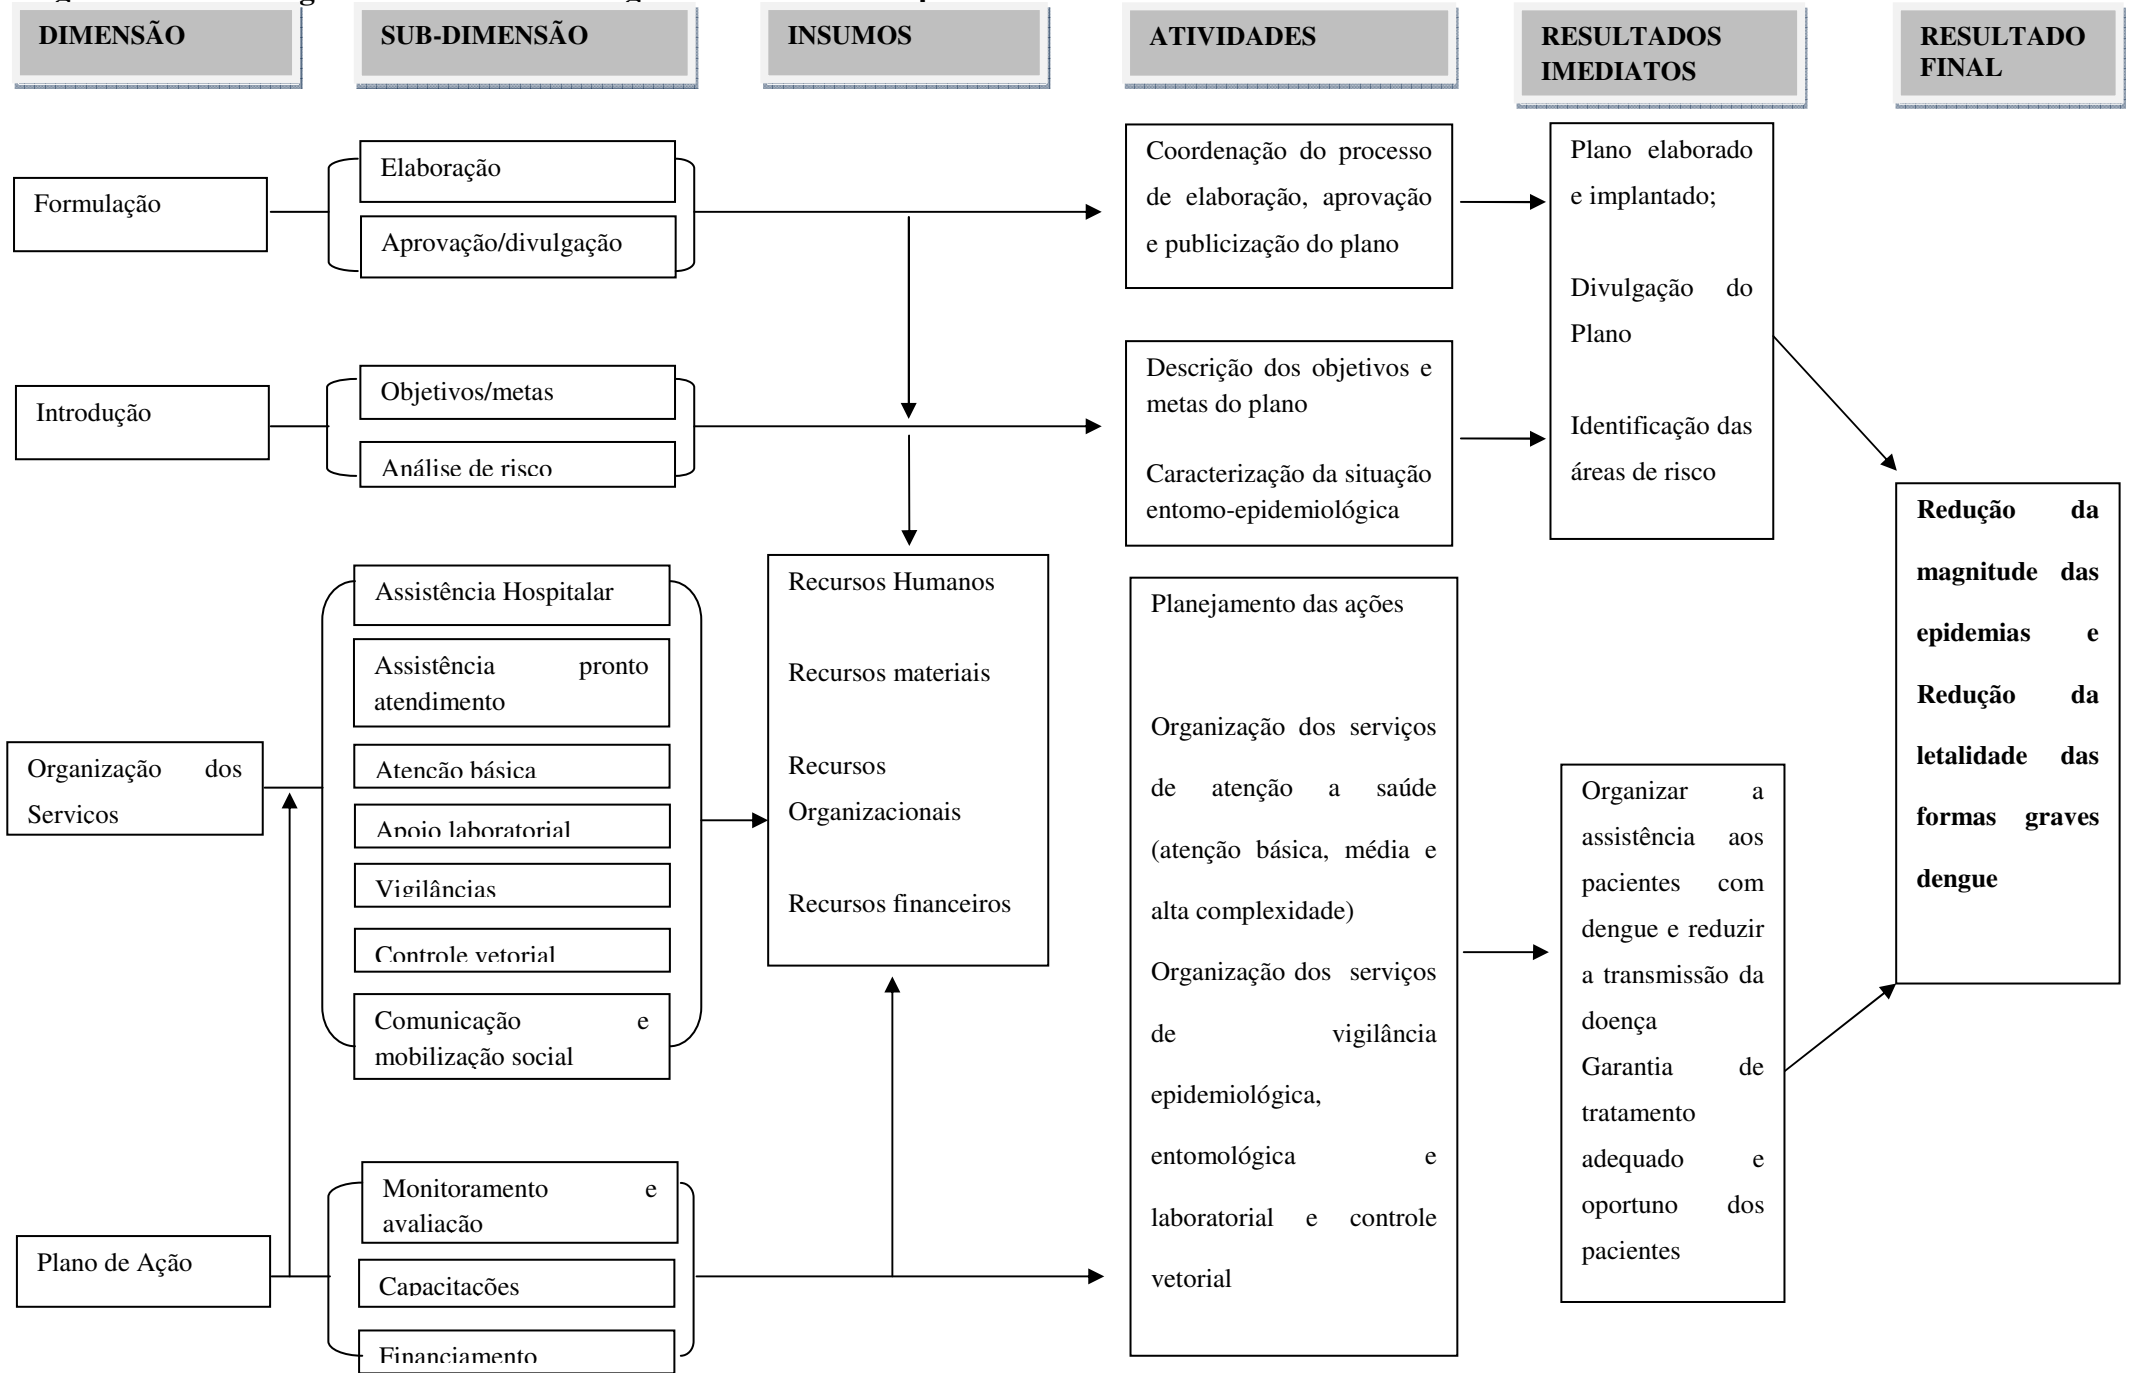 DIMENSÃO
SUB-DIMENSÃO
INSUMOS
ATIVIDADES
RESULTADOS
IMEDIATOS
RESULTADO
FINAL
Formulação
Elaboração
Aprovação/divulgação
Coordenação do processo
de elaboração, aprovação
e publicização do plano
Plano elaborado
e implantado;
Divulgação do
Plano
Identificação das
áreas de risco
Introdução
Objetivos/metas
Análise de risco
Descrição dos objetivos e
metas do plano
Caracterização da situação
entomo-epidemiológica
Organização dos
Servicos
Assistência Hospitalar
Assistência pronto
atendimento
Atenção básica
Apoio laboratorial
Vigilâncias
Controle vetorial
Comunicação e
mobilização social
Recursos Humanos
Recursos materiais
Recursos
Organizacionais
Recursos financeiros
Planejamento das ações
Organização dos serviços
de atenção a saúde
(atenção básica, média e
alta complexidade)
Organização dos serviços
de vigilância
epidemiológica,
entomológica e
laboratorial e controle
vetorial
Organizar a
assistência aos
pacientes com
dengue e reduzir
a transmissão da
doença
Garantia de
tratamento
adequado e
oportuno dos
pacientes
Redução da
magnitude das
epidemias e
Redução da
letalidade das
formas graves
dengue
Plano de Ação
Monitoramento e
avaliação
Capacitações
Financiamento